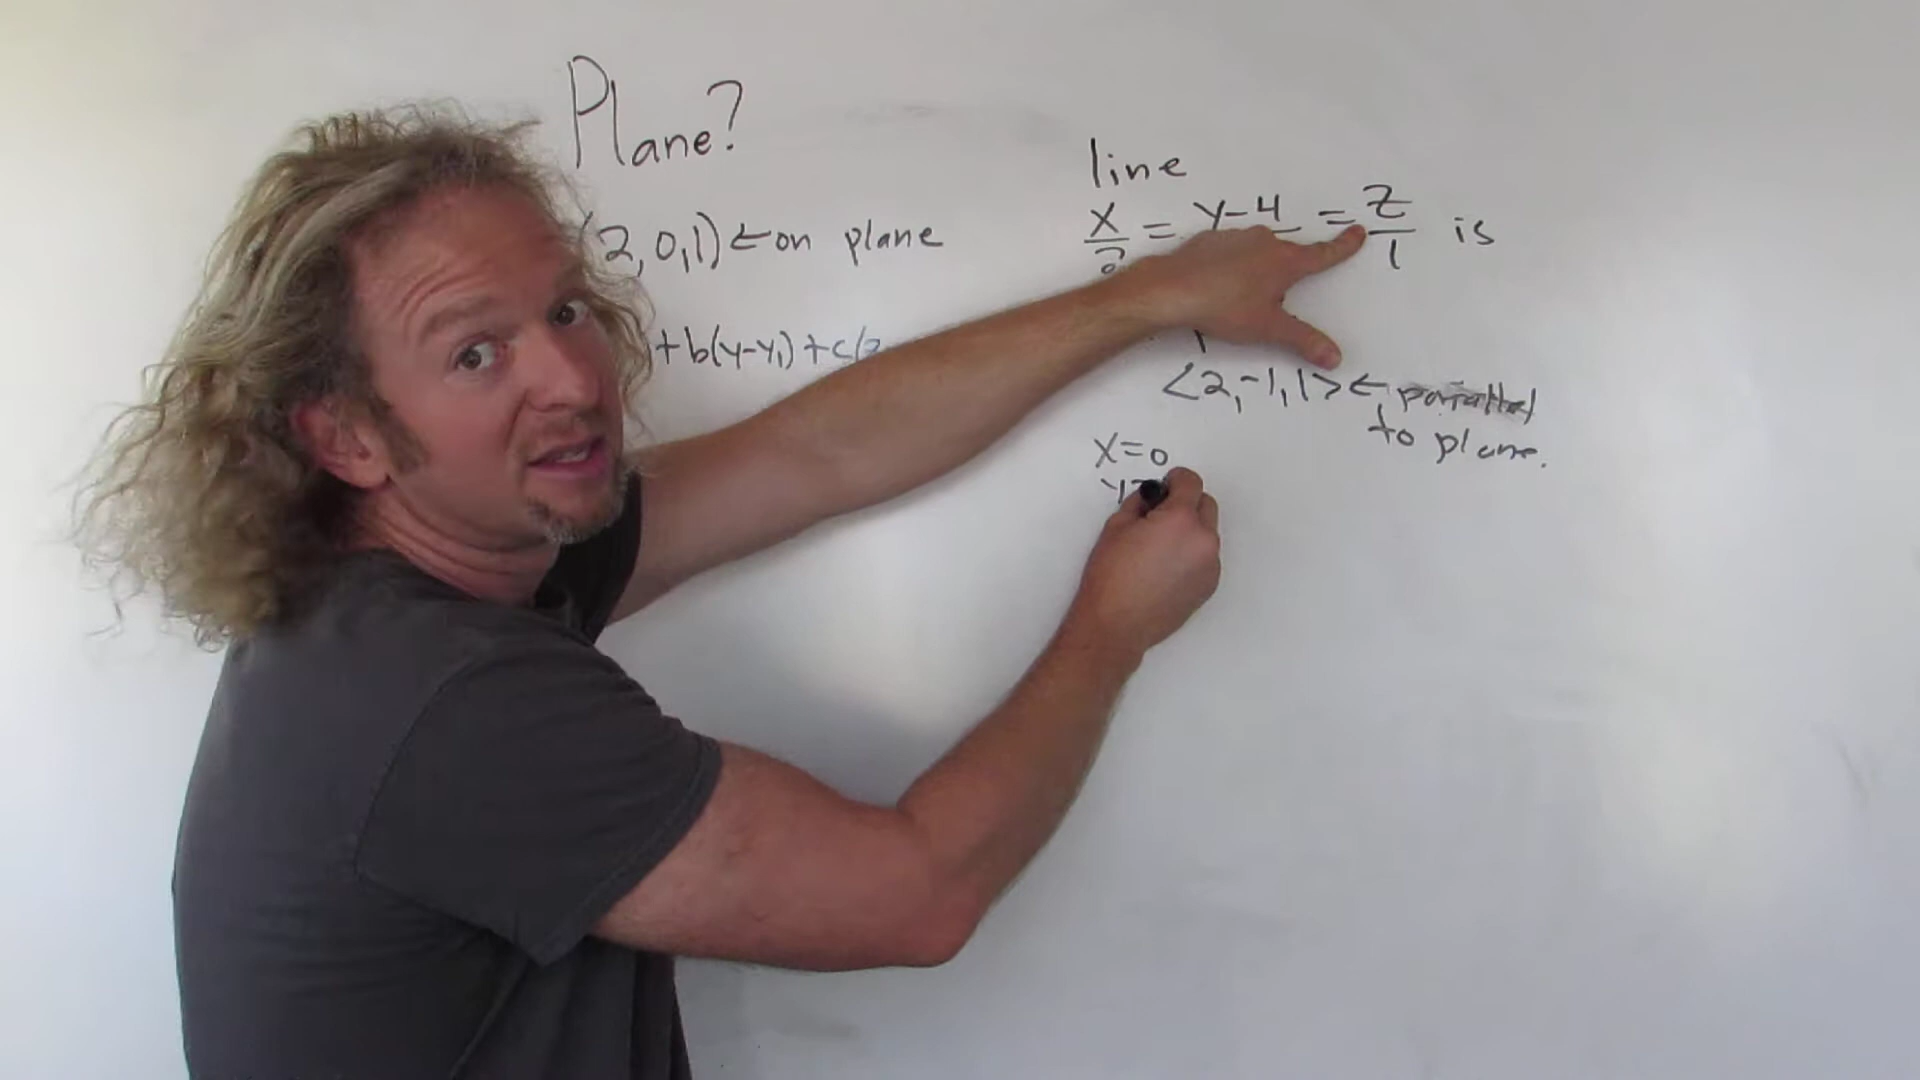 Plane?
(2,0,1) ← on plane
+b(y-y₁)+c(z
line
x/2 = y-4 = z/1 is
<2,-1,1> ← parallel
to plane.
x=0
y=